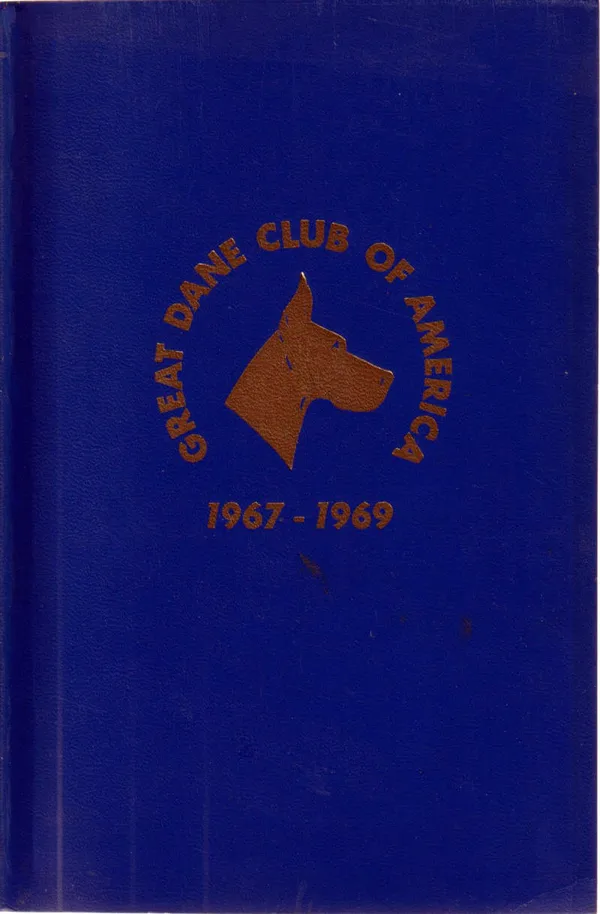 GREAT DANE CLUB OF AMERICA
1967 - 1969